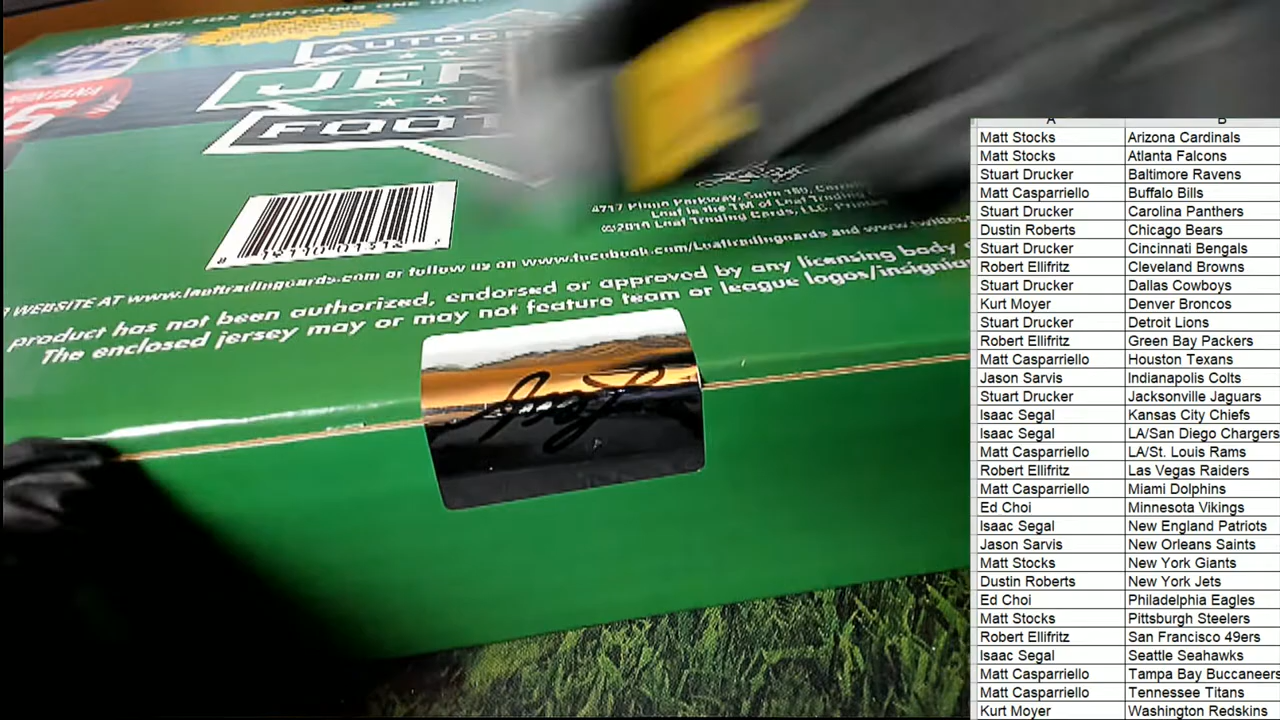 EACH BOX CONTAINS ONE
AUTOG
JER
FOOT
MONTANA
16
4717 Plano Parkway, Suite 180,
Leaf is the TM of Leaf Trading
©2019 Leaf Trading Cards, LLC.
WEBSITE AT www.leaftradingcards.com or follow us on www.facebook.com/Leaftradingcards and www.twitter.
product has not been authorized, endorsed or approved by any licensing body
The enclosed jersey may or may not feature team or league logos/insignia
A B
Matt Stocks Arizona Cardinals
Matt Stocks Atlanta Falcons
Stuart Drucker Baltimore Ravens
Matt Casparriello Buffalo Bills
Stuart Drucker Carolina Panthers
Dustin Roberts Chicago Bears
Stuart Drucker Cincinnati Bengals
Robert Ellifritz Cleveland Browns
Stuart Drucker Dallas Cowboys
Kurt Moyer Denver Broncos
Stuart Drucker Detroit Lions
Robert Ellifritz Green Bay Packers
Matt Casparriello Houston Texans
Jason Sarvis Indianapolis Colts
Stuart Drucker Jacksonville Jaguars
Isaac Segal Kansas City Chiefs
Isaac Segal LA/San Diego Chargers
Matt Casparriello LA/St. Louis Rams
Robert Ellifritz Las Vegas Raiders
Matt Casparriello Miami Dolphins
Ed Choi Minnesota Vikings
Isaac Segal New England Patriots
Jason Sarvis New Orleans Saints
Matt Stocks New York Giants
Dustin Roberts New York Jets
Ed Choi Philadelphia Eagles
Matt Stocks Pittsburgh Steelers
Robert Ellifritz San Francisco 49ers
Isaac Segal Seattle Seahawks
Matt Casparriello Tampa Bay Buccaneers
Matt Casparriello Tennessee Titans
Kurt Moyer Washington Redskins